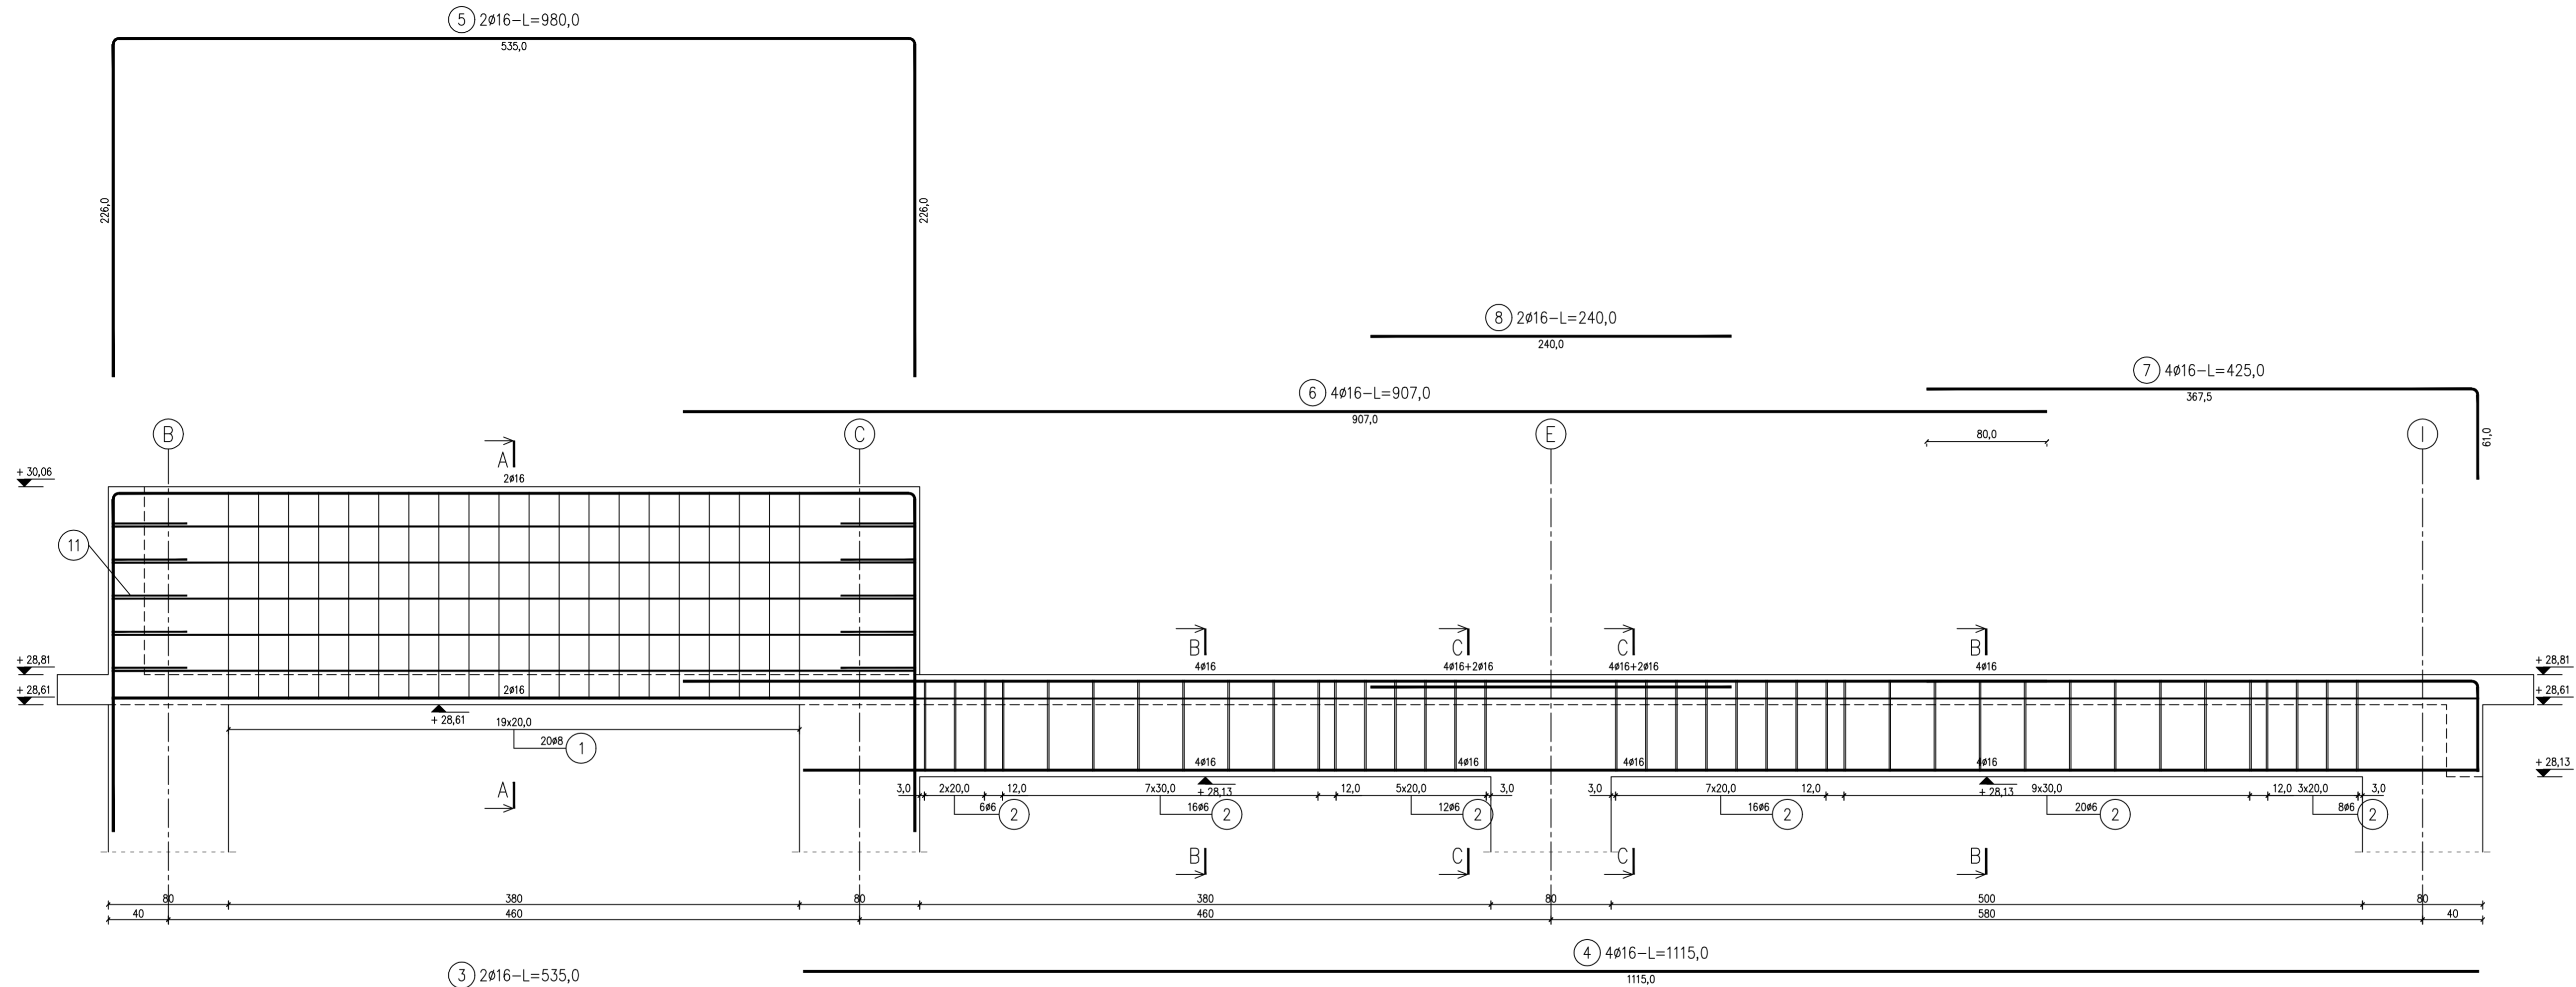 5 2ø16-L=980,0
535,0
226,0 226,0
8 2ø16-L=240,0
240,0
7 4ø16-L=425,0
367,5
61,0
6 4ø16-L=907,0
907,0
80,0
B C E I
A
2ø16
+ 30,06
11
B C C B
4ø16 4ø16+2ø16 4ø16+2ø16 4ø16
+ 28,81 + 28,81
+ 28,61 + 28,61
2ø16
+ 28,61
19x20,0
20ø8 1
4ø16 4ø16 4ø16 4ø16
+ 28,13
A
3,0 2x20,0 12,0 7x30,0 + 28,13 12,0 5x20,0 3,0 3,0 7x20,0 12,0 + 28,13 9x30,0 12,0 3x20,0 3,0
6ø6 2 16ø6 2 12ø6 2 16ø6 2 20ø6 2 8ø6 2
B C C B
80 380 80 380 80 500 80
40 460 460 580 40
4 4ø16-L=1115,0
1115,0
3 2ø16-L=535,0